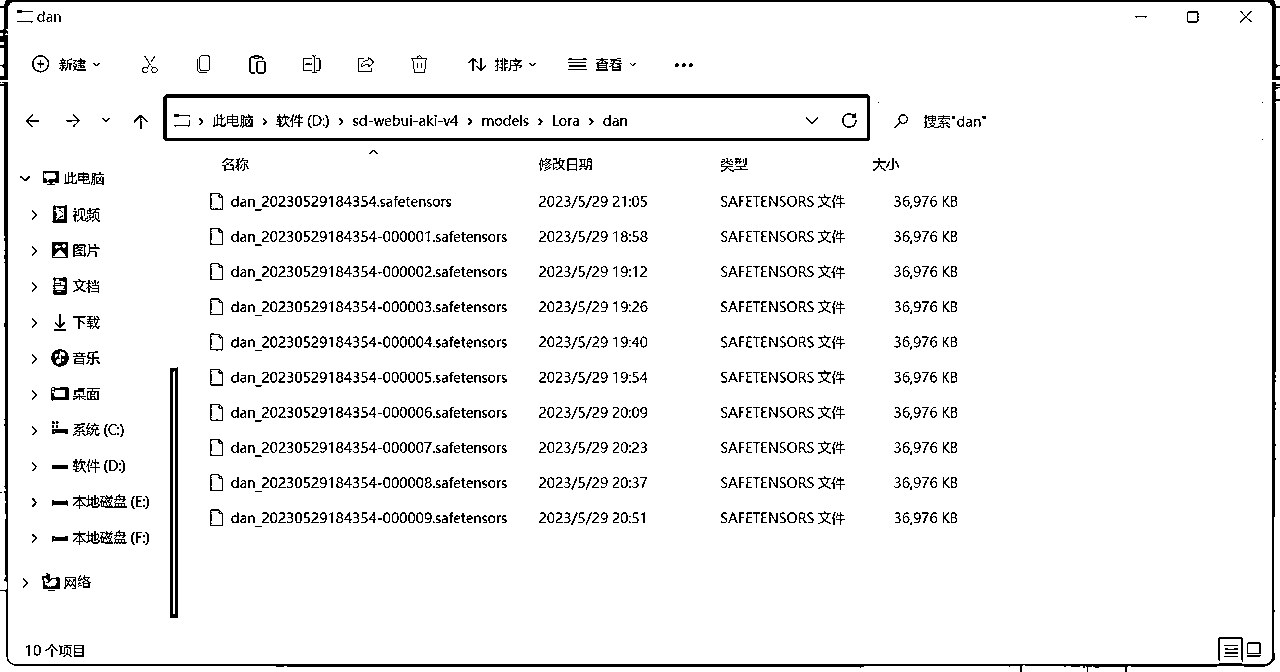 dan
新建 排序 查看
此电脑 › 软件 (D:) › sd-webui-aki-v4 › models › Lora › dan 搜索"dan"
名称 修改日期 类型 大小
此电脑
视频
图片
文档
下载
音乐
桌面
系统 (C:)
软件 (D:)
本地磁盘 (E:)
本地磁盘 (F:)
网络
dan_20230529184354.safetensors 2023/5/29 21:05 SAFETENSORS 文件 36,976 KB
dan_20230529184354-000001.safetensors 2023/5/29 18:58 SAFETENSORS 文件 36,976 KB
dan_20230529184354-000002.safetensors 2023/5/29 19:12 SAFETENSORS 文件 36,976 KB
dan_20230529184354-000003.safetensors 2023/5/29 19:26 SAFETENSORS 文件 36,976 KB
dan_20230529184354-000004.safetensors 2023/5/29 19:40 SAFETENSORS 文件 36,976 KB
dan_20230529184354-000005.safetensors 2023/5/29 19:54 SAFETENSORS 文件 36,976 KB
dan_20230529184354-000006.safetensors 2023/5/29 20:09 SAFETENSORS 文件 36,976 KB
dan_20230529184354-000007.safetensors 2023/5/29 20:23 SAFETENSORS 文件 36,976 KB
dan_20230529184354-000008.safetensors 2023/5/29 20:37 SAFETENSORS 文件 36,976 KB
dan_20230529184354-000009.safetensors 2023/5/29 20:51 SAFETENSORS 文件 36,976 KB
10 个项目